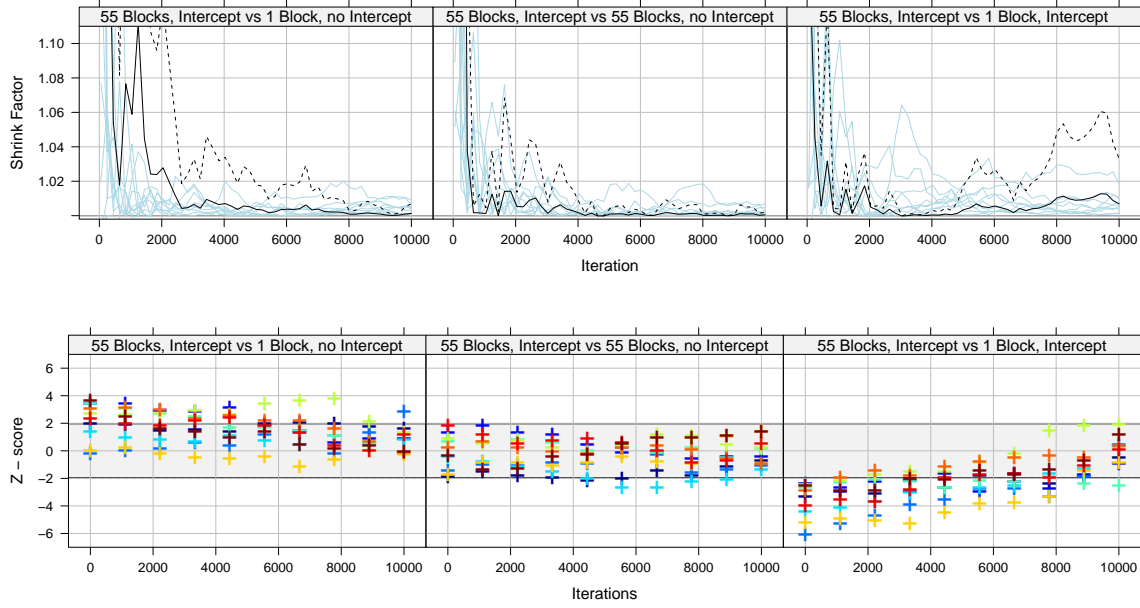 55 Blocks, Intercept vs 1 Block, no Intercept
55 Blocks, Intercept vs 55 Blocks, no Intercept
55 Blocks, Intercept vs 1 Block, Intercept
Shrink Factor
1.10
1.08
1.06
1.04
1.02
0 2000 4000 6000 8000 10000
0 2000 4000 6000 8000 10000
0 2000 4000 6000 8000 10000
Iteration
55 Blocks, Intercept vs 1 Block, no Intercept
55 Blocks, Intercept vs 55 Blocks, no Intercept
55 Blocks, Intercept vs 1 Block, Intercept
Z − score
6
4
2
0
−2
−4
−6
0 2000 4000 6000 8000 10000
0 2000 4000 6000 8000 10000
0 2000 4000 6000 8000 10000
Iterations